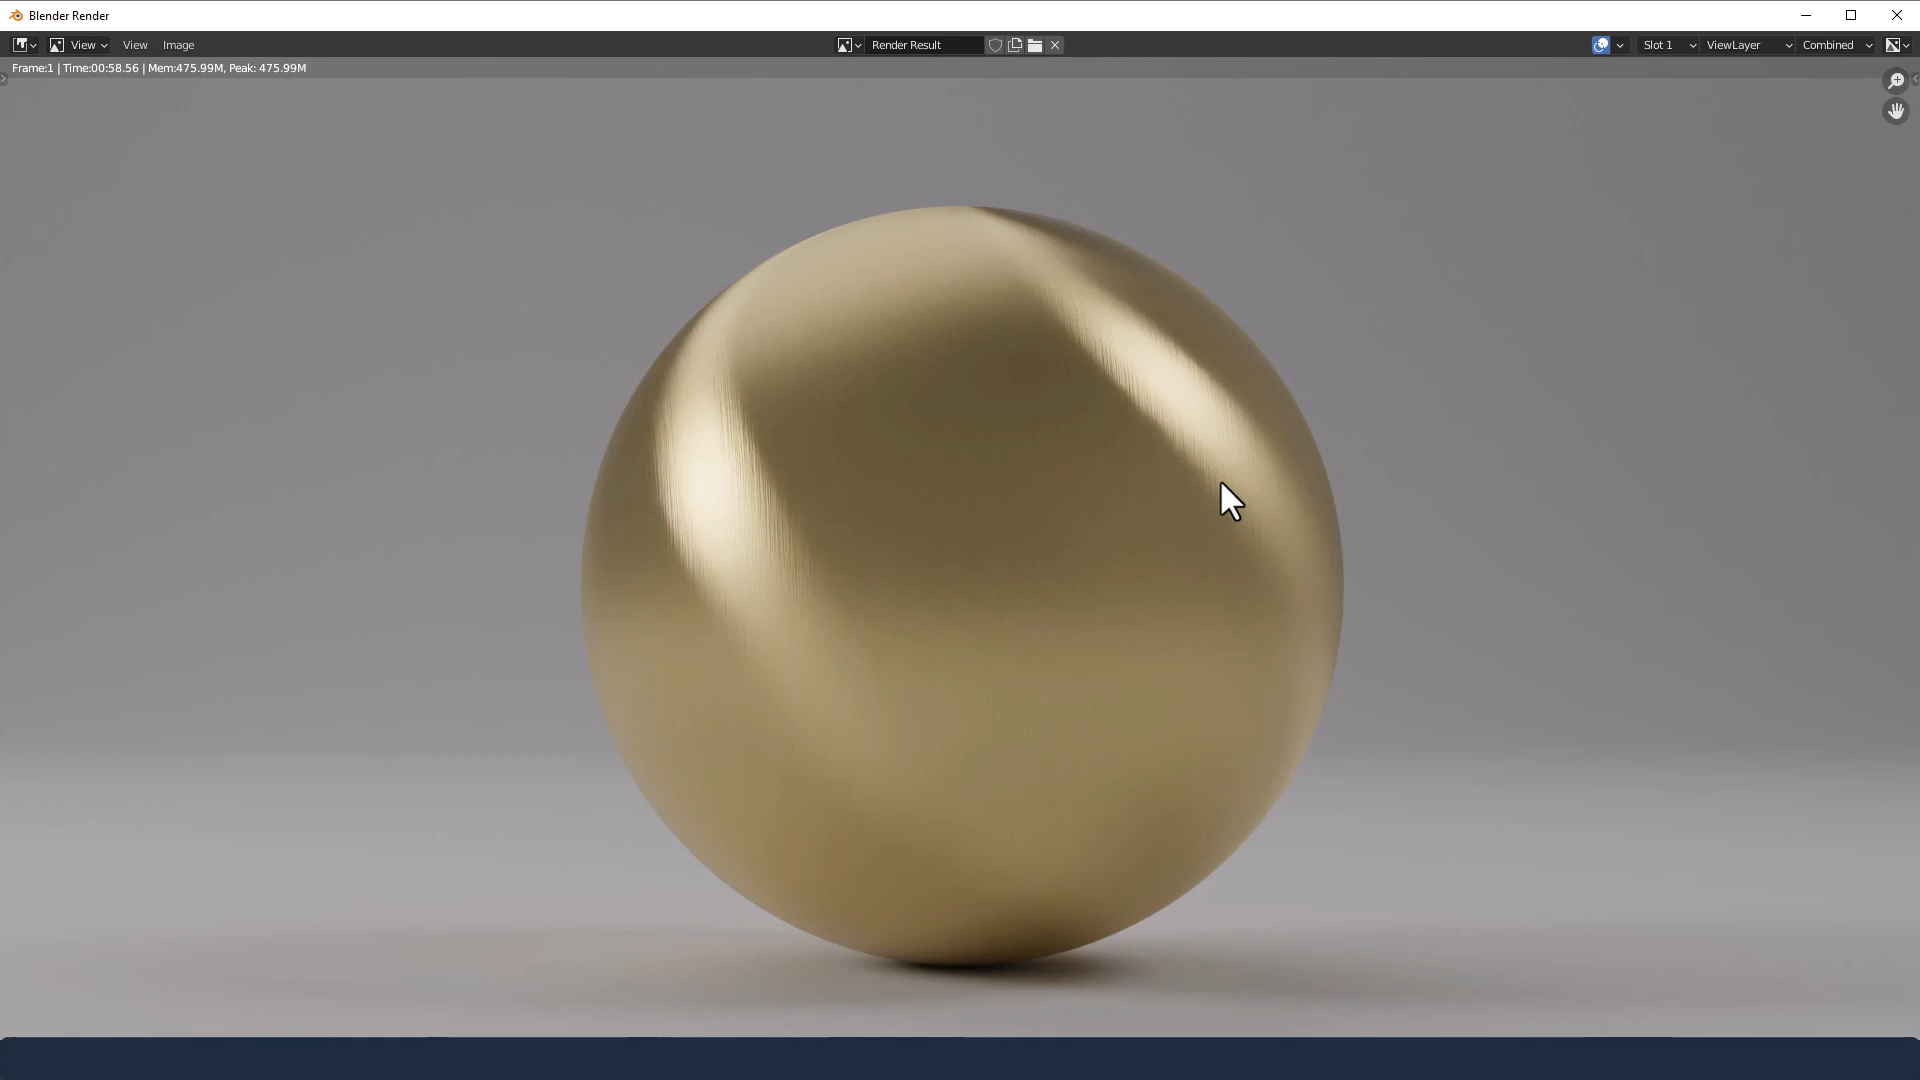 Blender Render
View View Image Render Result Slot 1 ViewLayer Combined
Frame:1 | Time:00:58.56 | Mem:475.99M, Peak: 475.99M